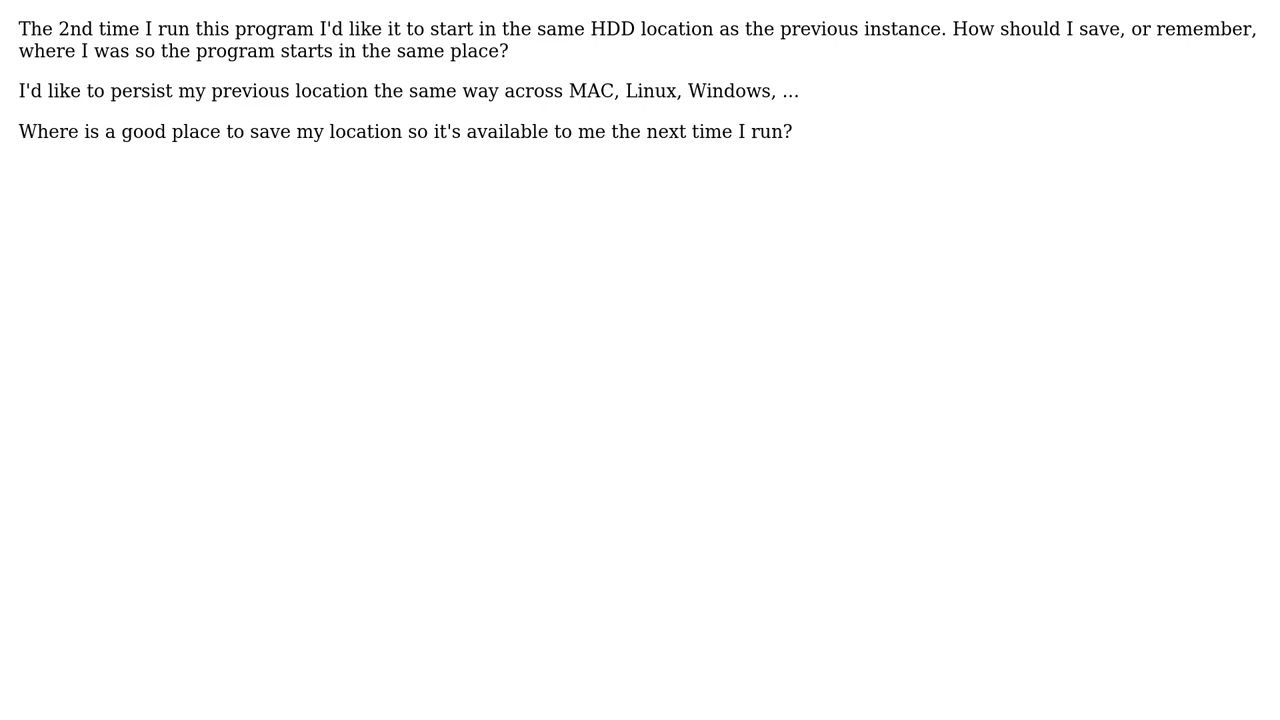 The 2nd time I run this program I'd like it to start in the same HDD location as the previous instance. How should I save, or remember,
where I was so the program starts in the same place?
I'd like to persist my previous location the same way across MAC, Linux, Windows, ...
Where is a good place to save my location so it's available to me the next time I run?